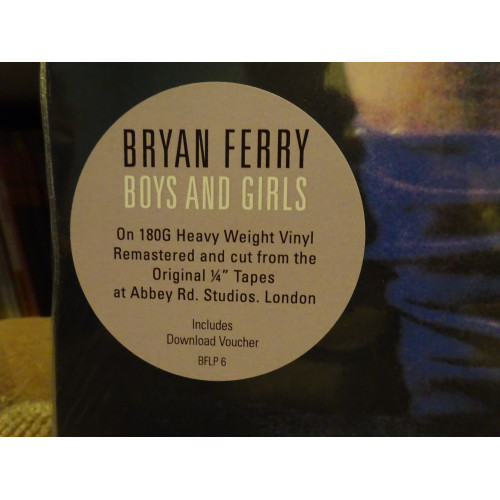 BRYAN FERRY
BOYS AND GIRLS
On 180G Heavy Weight Vinyl
Remastered and cut from the
Original ¼" Tapes
at Abbey Rd. Studios. London
Includes
Download Voucher
BFLP 6